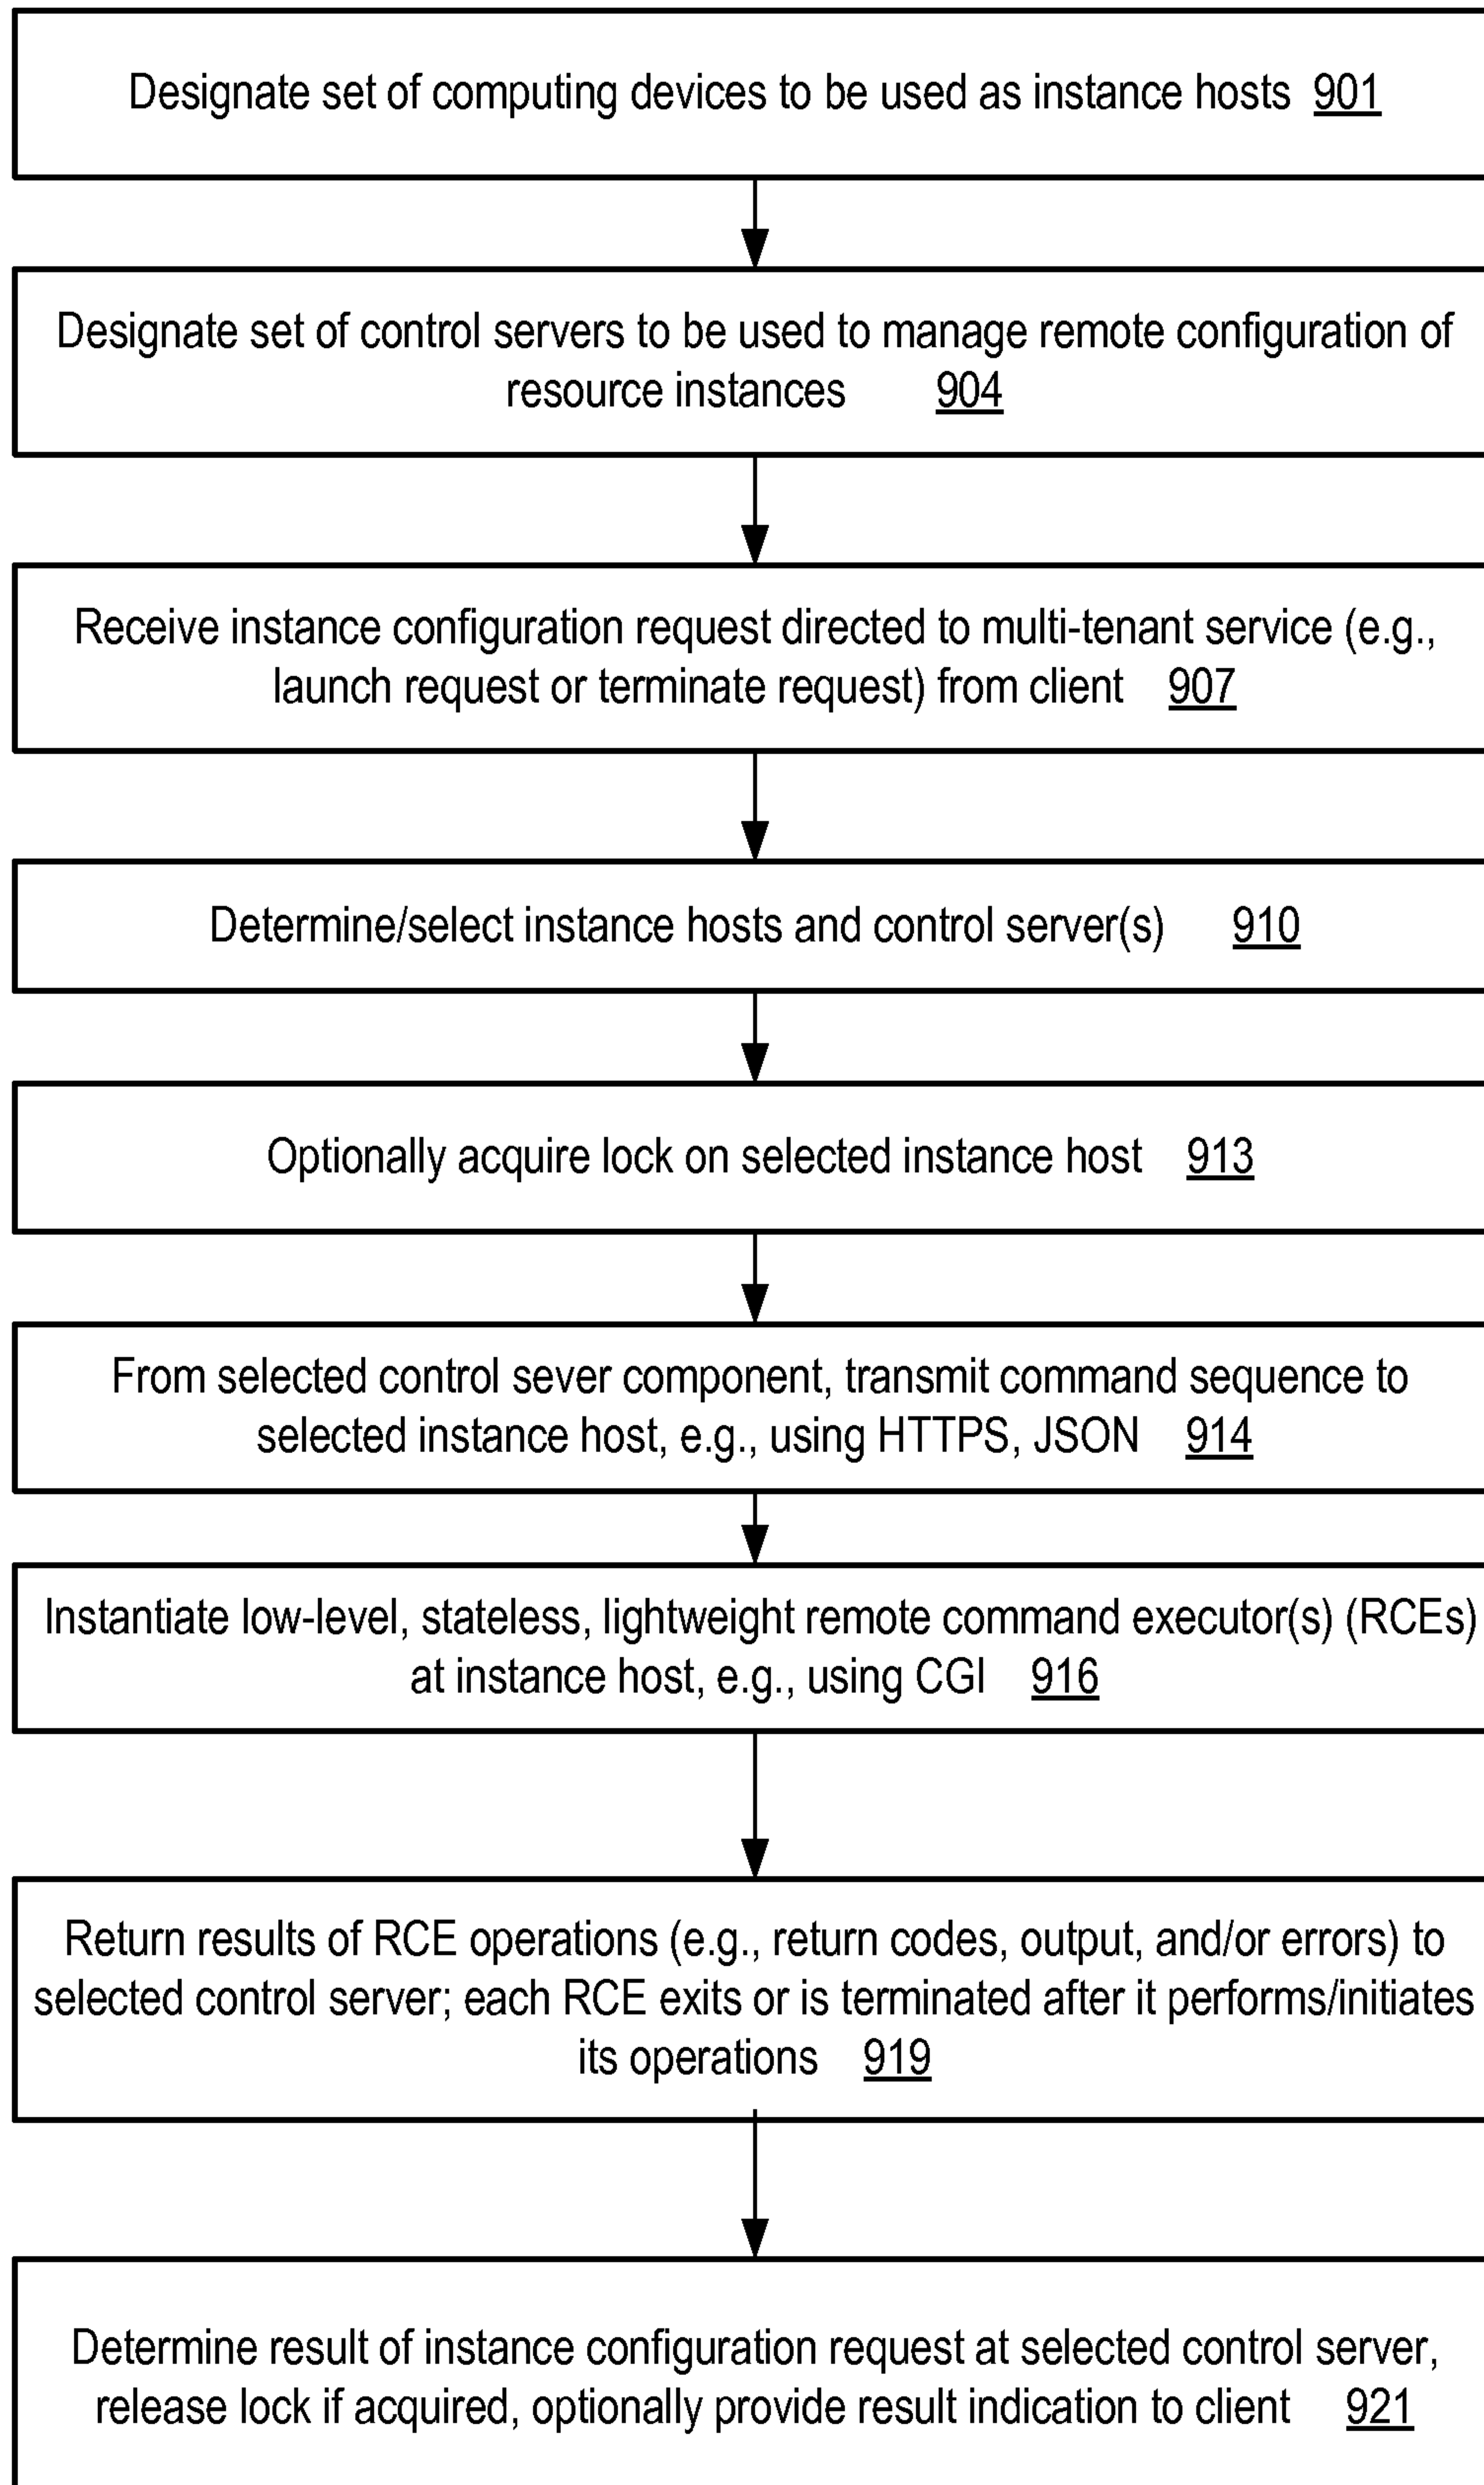 Designate set of computing devices to be used as instance hosts 901
Designate set of control servers to be used to manage remote configuration of
resource instances 904
Receive instance configuration request directed to multi-tenant service (e.g.,
launch request or terminate request) from client 907
Determine/select instance hosts and control server(s) 910
Optionally acquire lock on selected instance host 913
From selected control sever component, transmit command sequence to
selected instance host, e.g., using HTTPS, JSON 914
Instantiate low-level, stateless, lightweight remote command executor(s) (RCEs)
at instance host, e.g., using CGI 916
Return results of RCE operations (e.g., return codes, output, and/or errors) to
selected control server; each RCE exits or is terminated after it performs/initiates
its operations 919
Determine result of instance configuration request at selected control server,
release lock if acquired, optionally provide result indication to client 921